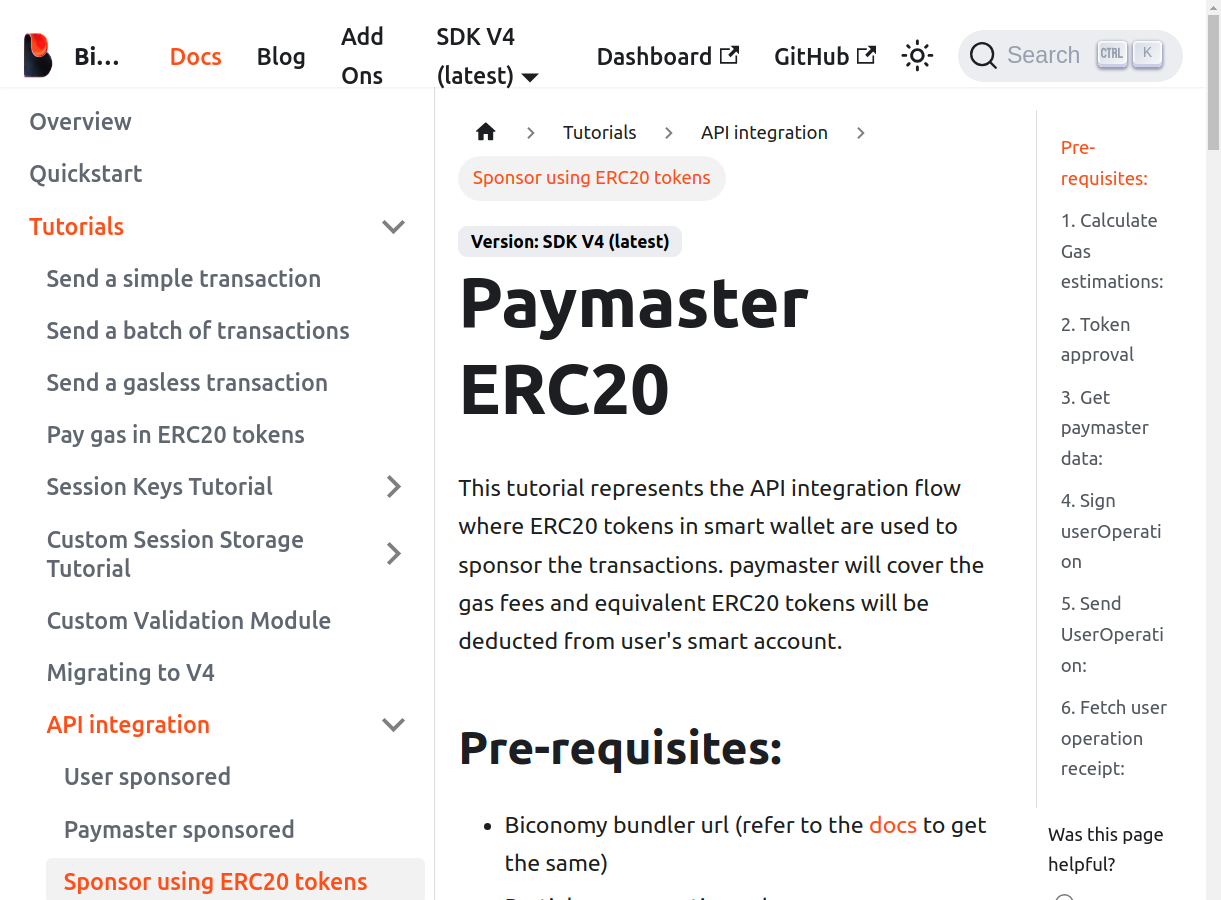 Bi...
Docs
Blog
Add
Ons
SDK V4
(latest)
Dashboard
GitHub
Search
CTRL
K
Overview
Quickstart
Tutorials
Send a simple transaction
Send a batch of transactions
Send a gasless transaction
Pay gas in ERC20 tokens
Session Keys Tutorial
Custom Session Storage
Tutorial
Custom Validation Module
Migrating to V4
API integration
User sponsored
Paymaster sponsored
Sponsor using ERC20 tokens
Tutorials
API integration
Sponsor using ERC20 tokens
Version: SDK V4 (latest)
Paymaster
ERC20
This tutorial represents the API integration flow
where ERC20 tokens in smart wallet are used to
sponsor the transactions. paymaster will cover the
gas fees and equivalent ERC20 tokens will be
deducted from user's smart account.
Pre-requisites:
Biconomy bundler url (refer to the docs to get
the same)
Pre-
requisites:
1. Calculate
Gas
estimations:
2. Token
approval
3. Get
paymaster
data:
4. Sign
userOperati
on
5. Send
UserOperati
on:
6. Fetch user
operation
receipt:
Was this page
helpful?